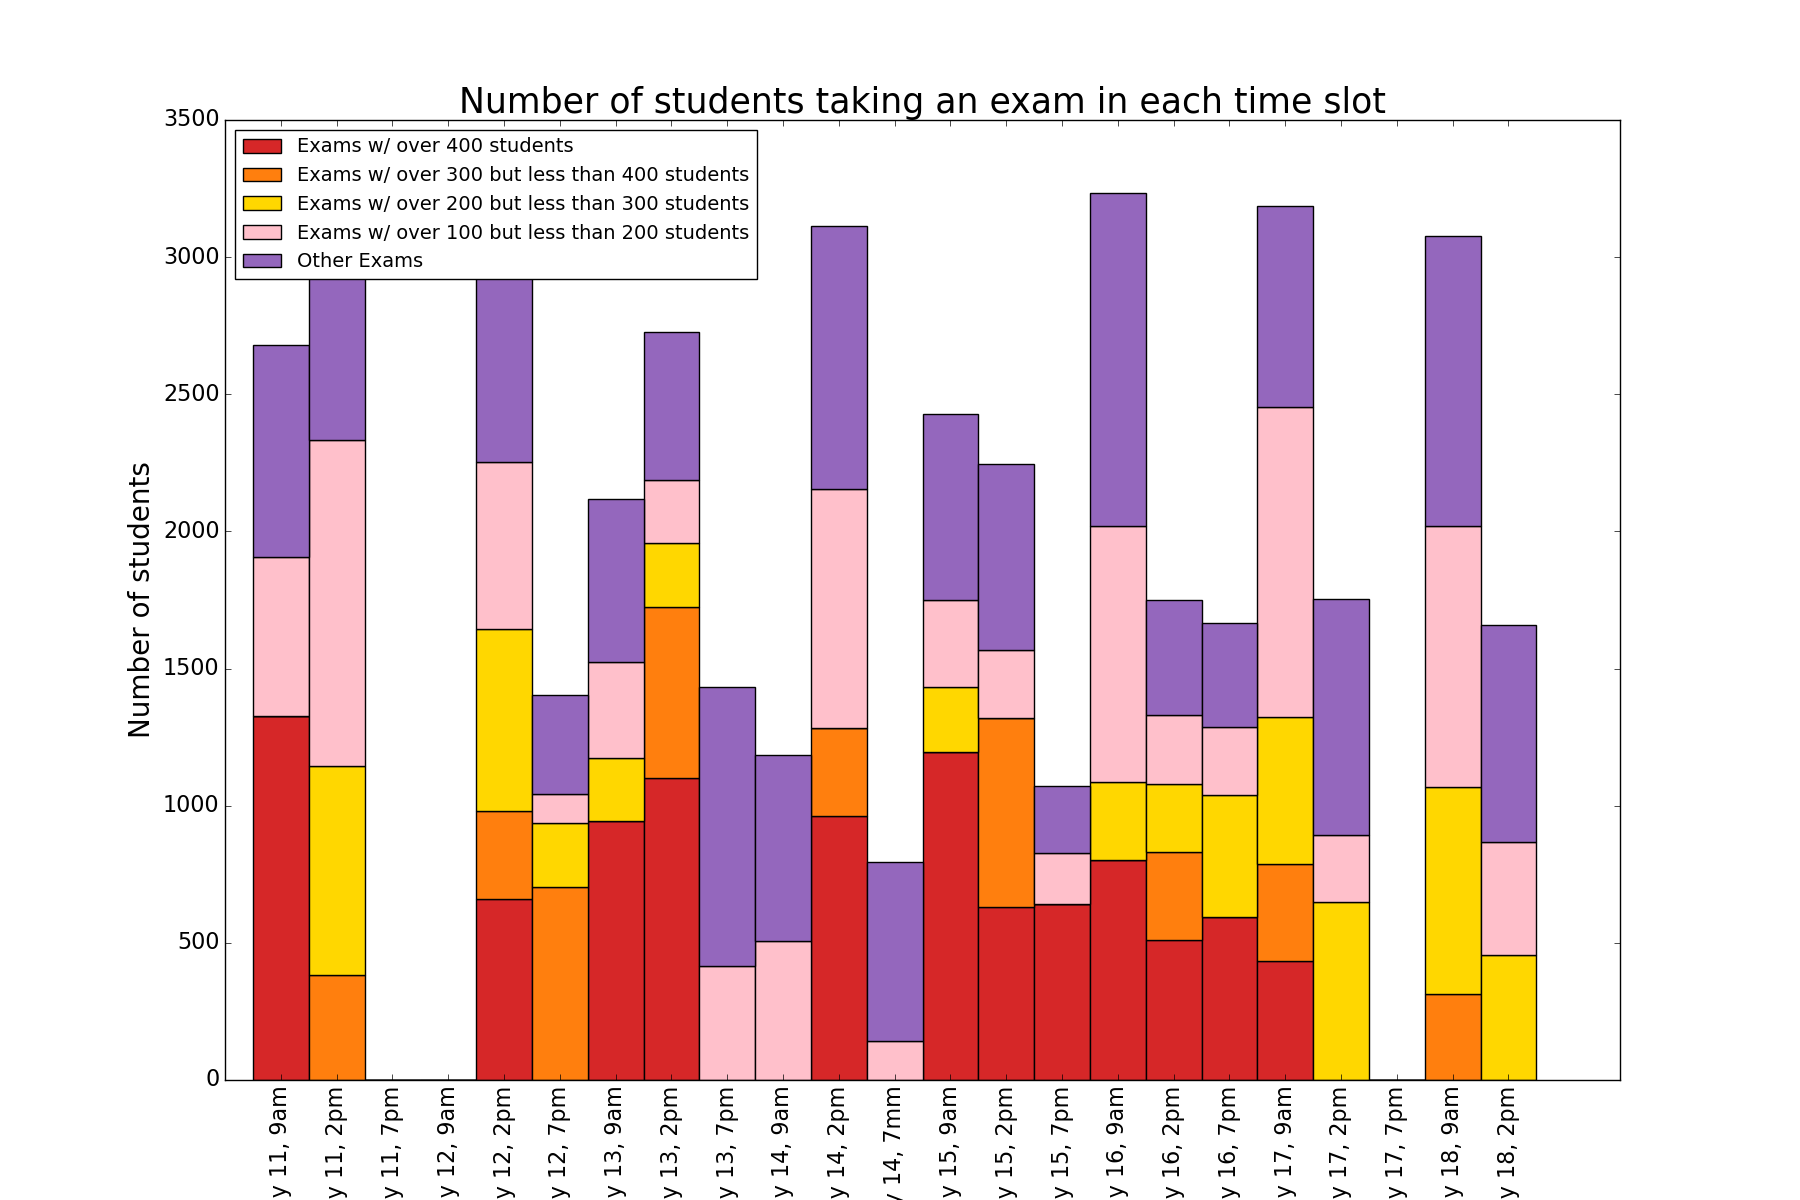 Number of students taking an exam in each time slot
3500
3000
2500
2000
1500
1000
500
0
Number of students
Exams w/ over 400 students
Exams w/ over 300 but less than 400 students
Exams w/ over 200 but less than 300 students
Exams w/ over 100 but less than 200 students
Other Exams
y 11, 9am
y 11, 2pm
y 11, 7pm
y 12, 9am
y 12, 2pm
y 12, 7pm
y 13, 9am
y 13, 2pm
y 13, 7pm
y 14, 9am
y 14, 2pm
y 14, 7mm
y 15, 9am
y 15, 2pm
y 15, 7pm
y 16, 9am
y 16, 2pm
y 16, 7pm
y 17, 9am
y 17, 2pm
y 17, 7pm
y 18, 9am
y 18, 2pm